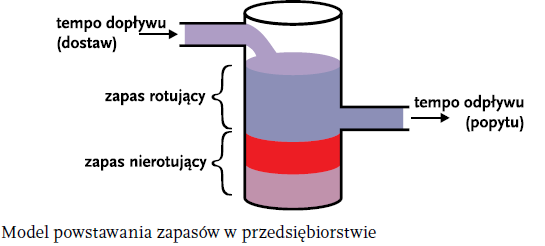 tempo dopływu
(dostaw)
zapas rotujący
tempo odpływu
(popytu)
zapas nierotujący
Model powstawania zapasów w przedsiębiorstwie